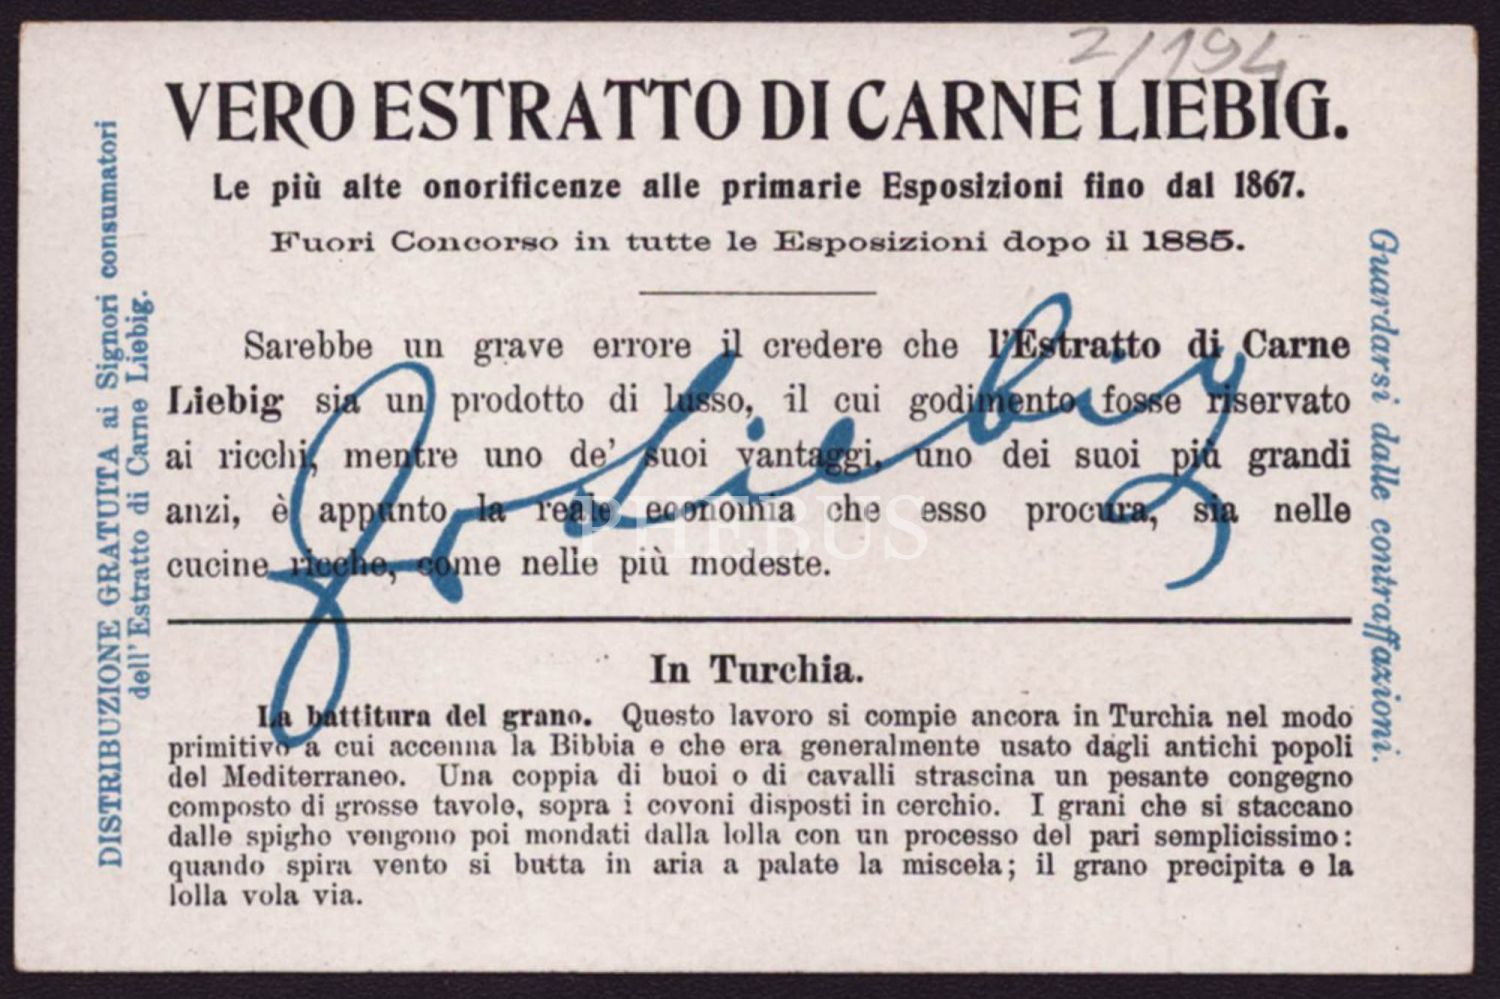 2/194
VERO ESTRATTO DI CARNE LIEBIG.
Le più alte onorificenze alle primarie Esposizioni fino dal 1867.
Fuori Concorso in tutte le Esposizioni dopo il 1885.
Sarebbe un grave errore il credere che l'Estratto di Carne
Liebig sia un prodotto di lusso, il cui godimento fosse riservato
ai ricchi, mentre uno de' suoi vantaggi, uno dei suoi più grandi
anzi, è appunto la reale economia che esso procura, sia nelle
cucine ricche, come nelle più modeste.
In Turchia.
La battitura del grano. Questo lavoro si compie ancora in Turchia nel modo
primitivo a cui accenna la Bibbia e che era generalmente usato dagli antichi popoli
del Mediterraneo. Una coppia di buoi o di cavalli strascina un pesante congegno
composto di grosse tavole, sopra i covoni disposti in cerchio. I grani che si staccano
dalle spighe vengono poi mondati dalla lolla con un processo del pari semplicissimo:
quando spira vento si butta in aria a palate la miscela; il grano precipita e la
lolla vola via.
DISTRIBUZIONE GRATUITA ai Signori consumatori
dell'Estratto di Carne Liebig.
Guardarsi dalle contraffazioni.
J v Liebig
PHEBUS